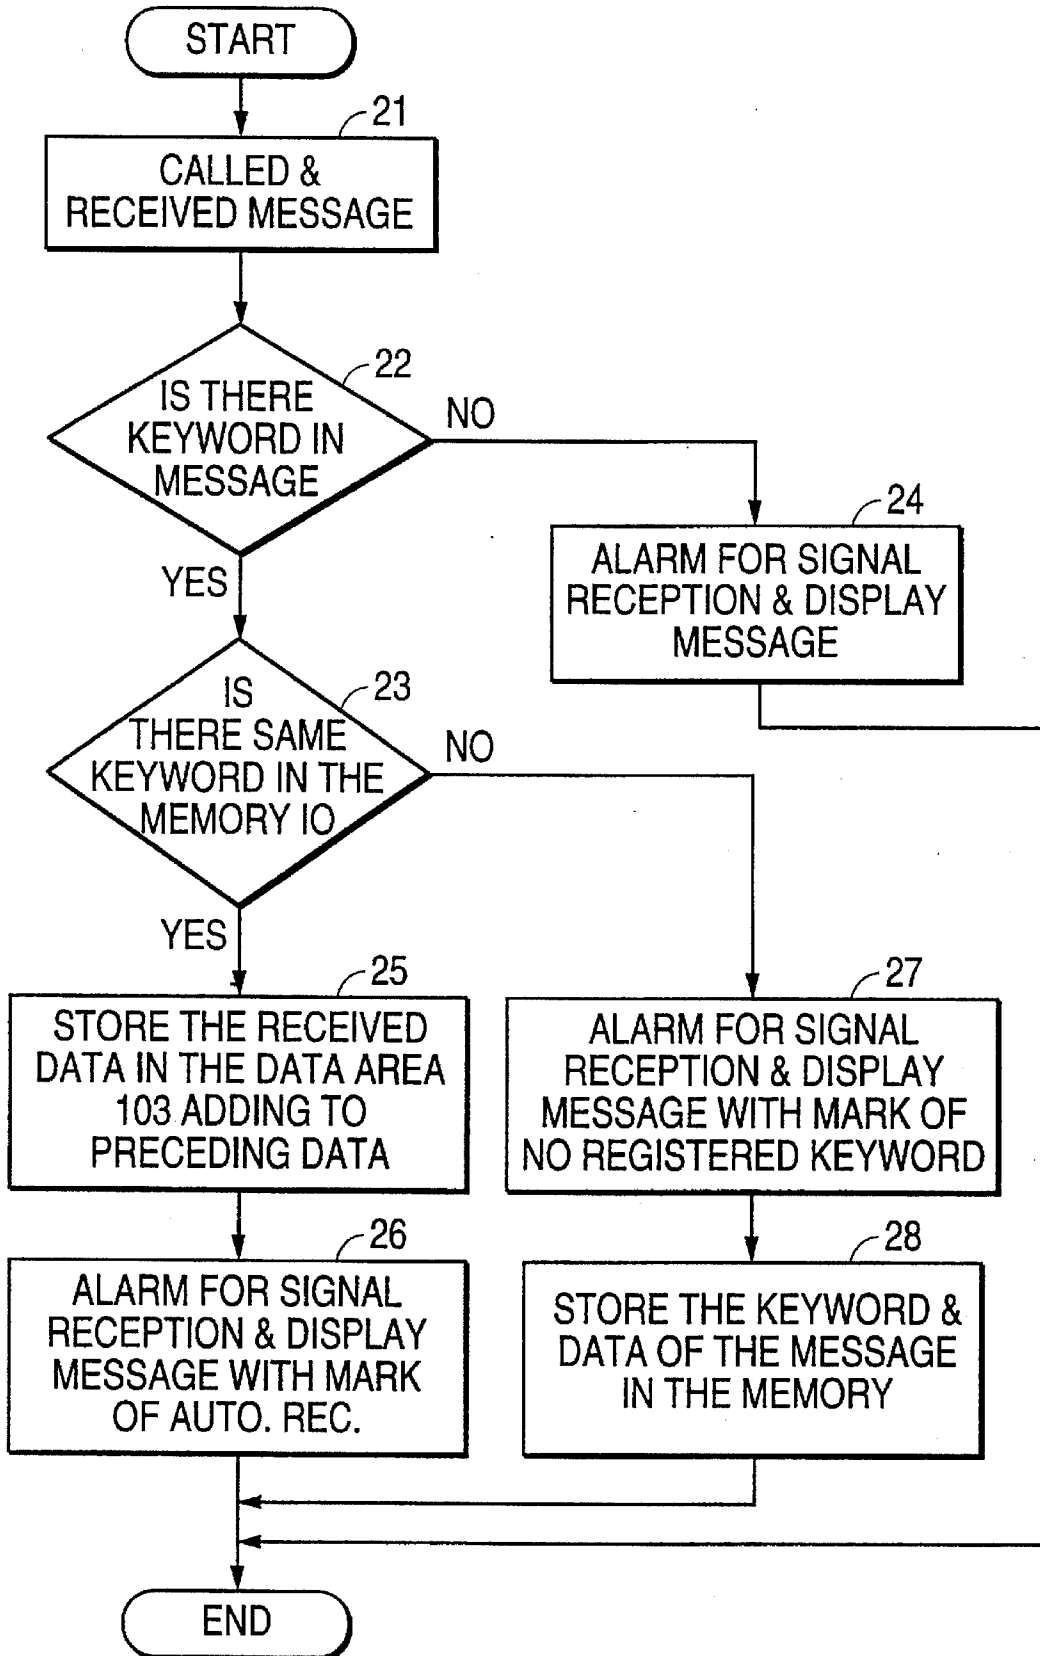 START
21
CALLED &
RECEIVED MESSAGE
22
IS THERE
KEYWORD IN
MESSAGE
NO
YES
24
ALARM FOR SIGNAL
RECEPTION & DISPLAY
MESSAGE
23
IS
THERE SAME
KEYWORD IN THE
MEMORY IO
NO
YES
25
STORE THE RECEIVED
DATA IN THE DATA AREA
103 ADDING TO
PRECEDING DATA
27
ALARM FOR SIGNAL
RECEPTION & DISPLAY
MESSAGE WITH MARK OF
NO REGISTERED KEYWORD
26
ALARM FOR SIGNAL
RECEPTION & DISPLAY
MESSAGE WITH MARK
OF AUTO. REC.
28
STORE THE KEYWORD &
DATA OF THE MESSAGE
IN THE MEMORY
END